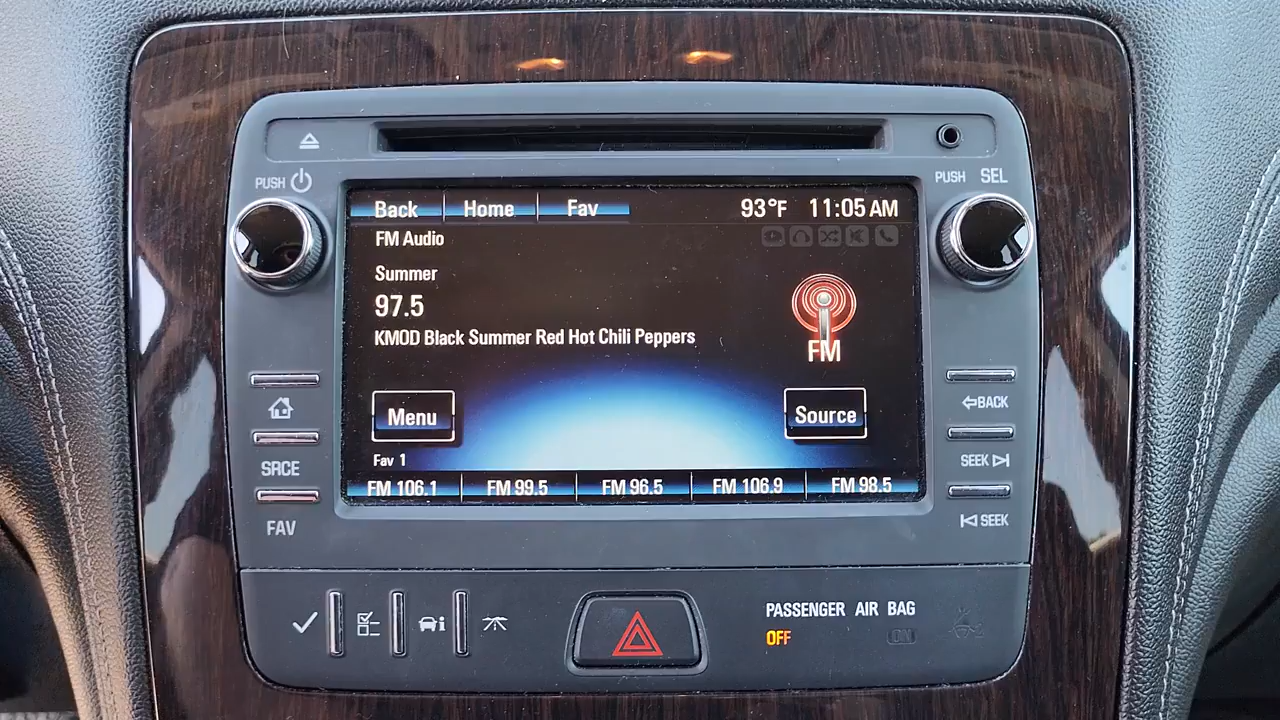 PUSH
PUSH SEL
Back Home Fav 93°F 11:05 AM
FM Audio
Summer
97.5
KMOD Black Summer Red Hot Chili Peppers
FM
Menu
Source
Fav 1
FM 106.1 FM 99.5 FM 96.5 FM 106.9 FM 98.5
BACK
SRCE
SEEK
FAV
SEEK
PASSENGER AIR BAG
OFF ON